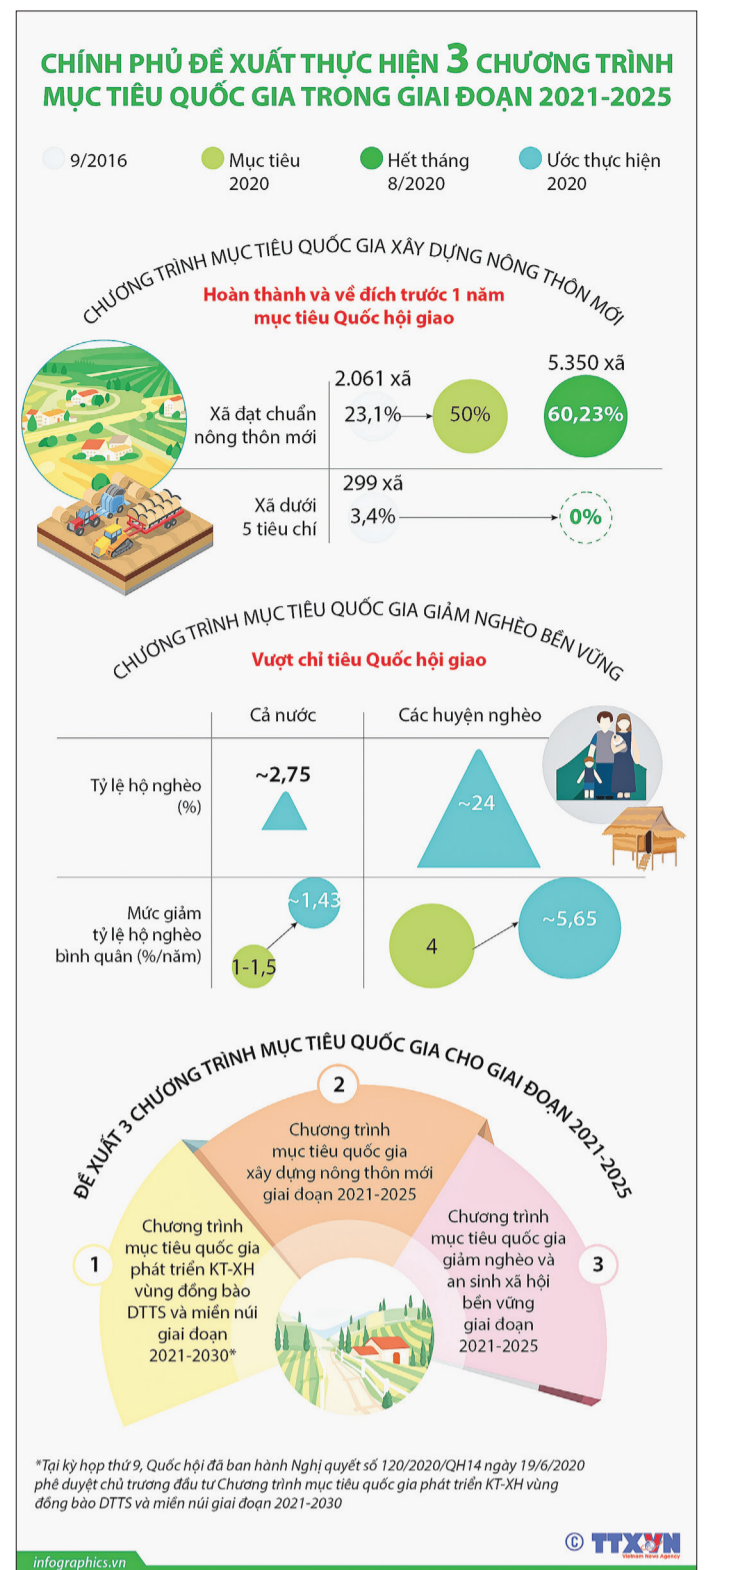 CHÍNH PHỦ ĐỀ XUẤT THỰC HIỆN 3 CHƯƠNG TRÌNH
MỤC TIÊU QUỐC GIA TRONG GIAI ĐOẠN 2021-2025
9/2016
Mục tiêu
2020
Hết tháng
8/2020
Ước thực hiện
2020
CHƯƠNG TRÌNH MỤC TIÊU QUỐC GIA XÂY DỰNG NÔNG THÔN MỚI
Hoàn thành và về đích trước 1 năm
mục tiêu Quốc hội giao
Xã đạt chuẩn
nông thôn mới
2.061 xã
23,1%
50%
5.350 xã
60,23%
Xã dưới
5 tiêu chí
299 xã
3,4%
0%
CHƯƠNG TRÌNH MỤC TIÊU QUỐC GIA GIẢM NGHÈO BỀN VỮNG
Vượt chỉ tiêu Quốc hội giao
Cả nước
Các huyện nghèo
Tỷ lệ hộ nghèo
(%)
~2,75
~24
Mức giảm
tỷ lệ hộ nghèo
bình quân (%/năm)
1-1,5
~1,43
4
~5,65
ĐỀ XUẤT 3 CHƯƠNG TRÌNH MỤC TIÊU QUỐC GIA CHO GIAI ĐOẠN 2021-2025
1
Chương trình
mục tiêu quốc gia
phát triển KT-XH
vùng đồng bào
DTTS và miền núi
giai đoạn
2021-2030*
2
Chương trình
mục tiêu quốc gia
xây dựng nông thôn mới
giai đoạn 2021-2025
3
Chương trình
mục tiêu quốc gia
giảm nghèo và
an sinh xã hội
bền vững
giai đoạn
2021-2025
*Tại kỳ họp thứ 9, Quốc hội đã ban hành Nghị quyết số 120/2020/QH14 ngày 19/6/2020
phê duyệt chủ trương đầu tư Chương trình mục tiêu quốc gia phát triển KT-XH vùng
đồng bào DTTS và miền núi giai đoạn 2021-2030
© TTXVN
Vietnam News Agency
infographics.vn